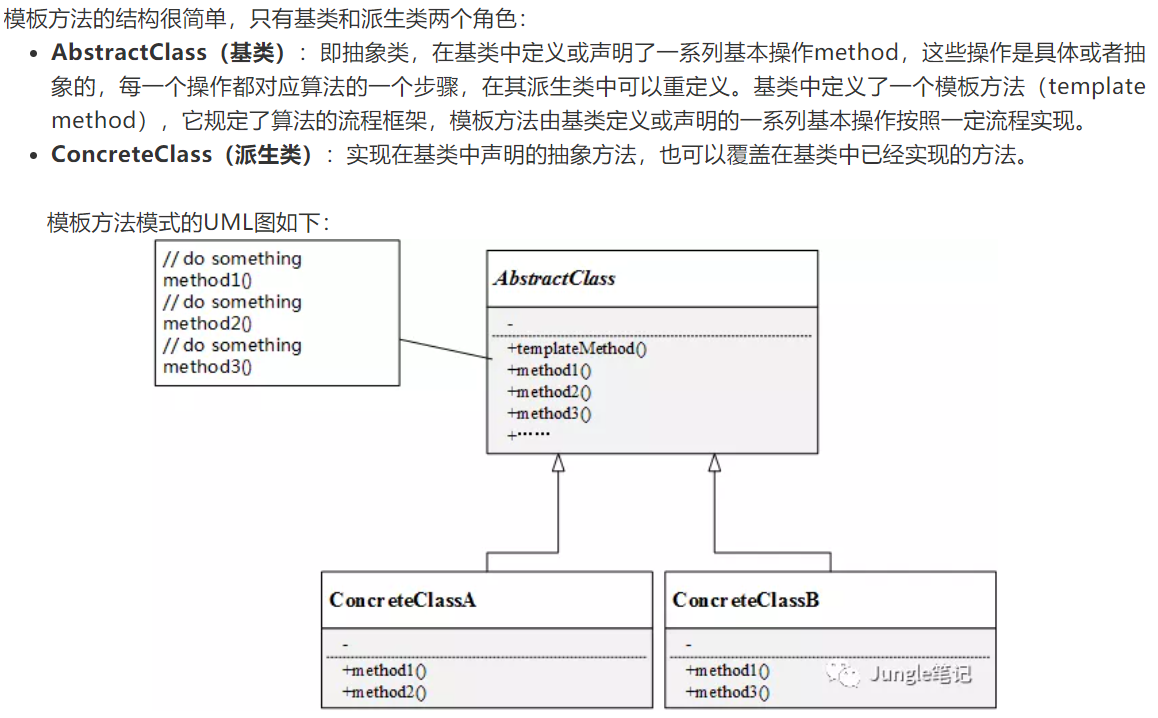 模板方法的结构很简单，只有基类和派生类两个角色：
• AbstractClass（基类）：即抽象类，在基类中定义或声明了一系列基本操作method，这些操作是具体或者抽
象的，每一个操作都对应算法的一个步骤，在其派生类中可以重定义。基类中定义了一个模板方法（template
method），它规定了算法的流程框架，模板方法由基类定义或声明的一系列基本操作按照一定流程实现。
• ConcreteClass（派生类）：实现在基类中声明的抽象方法，也可以覆盖在基类中已经实现的方法。
模板方法模式的UML图如下：
// do something
method1()
// do something
method2()
// do something
method3()
AbstractClass
-
+templateMethod()
+method1()
+method2()
+method3()
+……
ConcreteClassA
-
+method1()
+method2()
ConcreteClassB
-
+method1()
+method3()
Jungle笔记